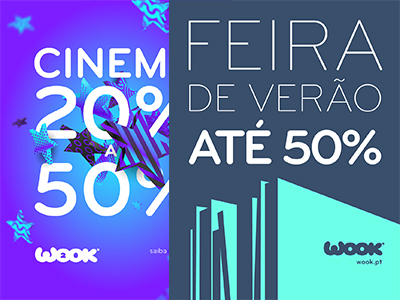 CINEM
20%
A
50%
WOOK
saiba
FEIRA
DE VERÃO
ATÉ 50%
WOOK
wook.pt